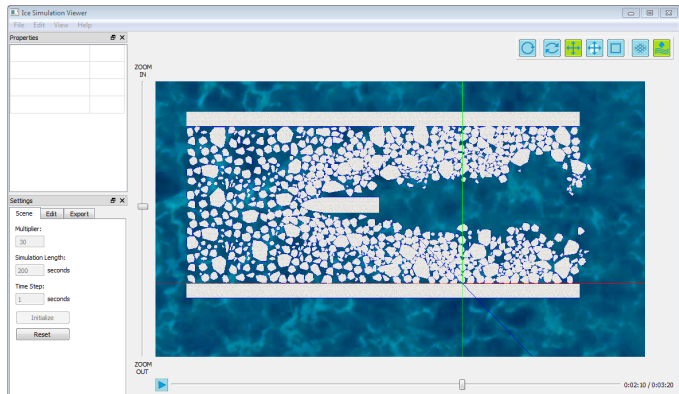 Ice Simulation Viewer
File Edit View Help
Properties
Settings
Scene Edit Export
Multiplier:
30
Simulation Length:
200 seconds
Time Step:
1 seconds
Initialize
Reset
ZOOM
IN
ZOOM
OUT
0:02:10 / 0:03:20